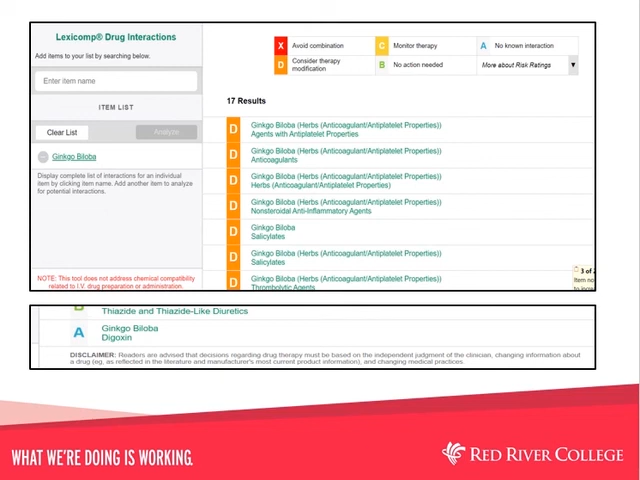 Lexicomp® Drug Interactions
Add items to your list by searching below.
Enter item name
ITEM LIST
Clear List
Analyze
Ginkgo Biloba
Display complete list of interactions for an individual
item by clicking item name. Add another item to analyze
for potential interactions.
NOTE: This tool does not address chemical compatibility
related to I.V. drug preparation or administration.
X Avoid combination
C Monitor therapy
A No known interaction
D Consider therapy
modification
B No action needed
More about Risk Ratings
17 Results
D Ginkgo Biloba (Herbs (Anticoagulant/Antiplatelet Properties))
Agents with Antiplatelet Properties
D Ginkgo Biloba (Herbs (Anticoagulant/Antiplatelet Properties))
Anticoagulants
D Ginkgo Biloba (Herbs (Anticoagulant/Antiplatelet Properties))
Herbs (Anticoagulant/Antiplatelet Properties)
D Ginkgo Biloba (Herbs (Anticoagulant/Antiplatelet Properties))
Nonsteroidal Anti-Inflammatory Agents
D Ginkgo Biloba
Salicylates
D Ginkgo Biloba (Herbs (Anticoagulant/Antiplatelet Properties))
Salicylates
D Ginkgo Biloba (Herbs (Anticoagulant/Antiplatelet Properties))
Thrombolytic Agents
3 of
Item
B Thiazide and Thiazide-Like Diuretics
A Ginkgo Biloba
Digoxin
DISCLAIMER: Readers are advised that decisions regarding drug therapy must be based on the independent judgment of the clinician, changing information about
a drug (eg, as reflected in the literature and manufacturer's most current product information), and changing medical practices.
WHAT WE'RE DOING IS WORKING.
RED RIVER COLLEGE